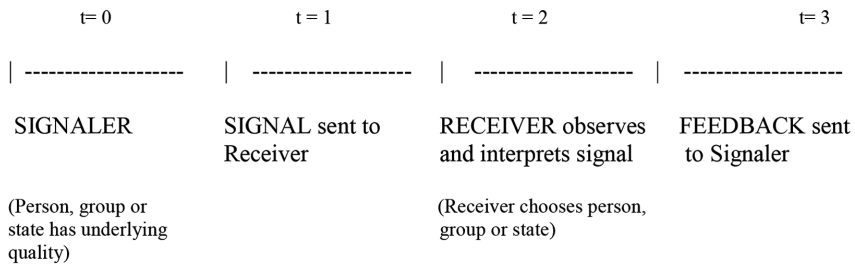 t= 0 t = 1 t = 2 t= 3
| ------------------- | ------------------- | ------------------- | -------------------
SIGNALER SIGNAL sent to RECEIVER observes FEEDBACK sent
Receiver and interprets signal to Signaler
(Person, group or (Receiver chooses person,
state has underlying group or state)
quality)